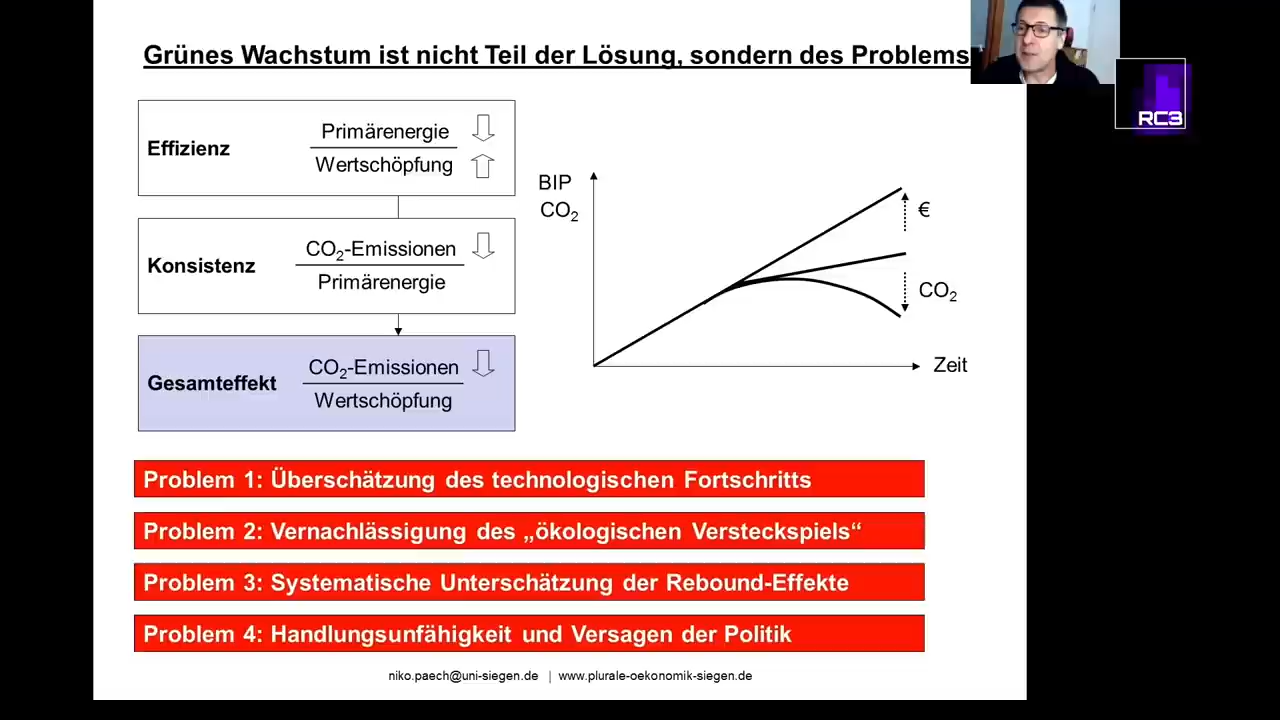 Grünes Wachstum ist nicht Teil der Lösung, sondern des Problems
RC3
Effizienz
Primärenergie
Wertschöpfung
Konsistenz
CO₂-Emissionen
Primärenergie
Gesamteffekt
CO₂-Emissionen
Wertschöpfung
BIP
CO₂
€
CO₂
Zeit
Problem 1: Überschätzung des technologischen Fortschritts
Problem 2: Vernachlässigung des „ökologischen Versteckspiels“
Problem 3: Systematische Unterschätzung der Rebound-Effekte
Problem 4: Handlungsunfähigkeit und Versagen der Politik
niko.paech@uni-siegen.de | www.plurale-oekonomik-siegen.de